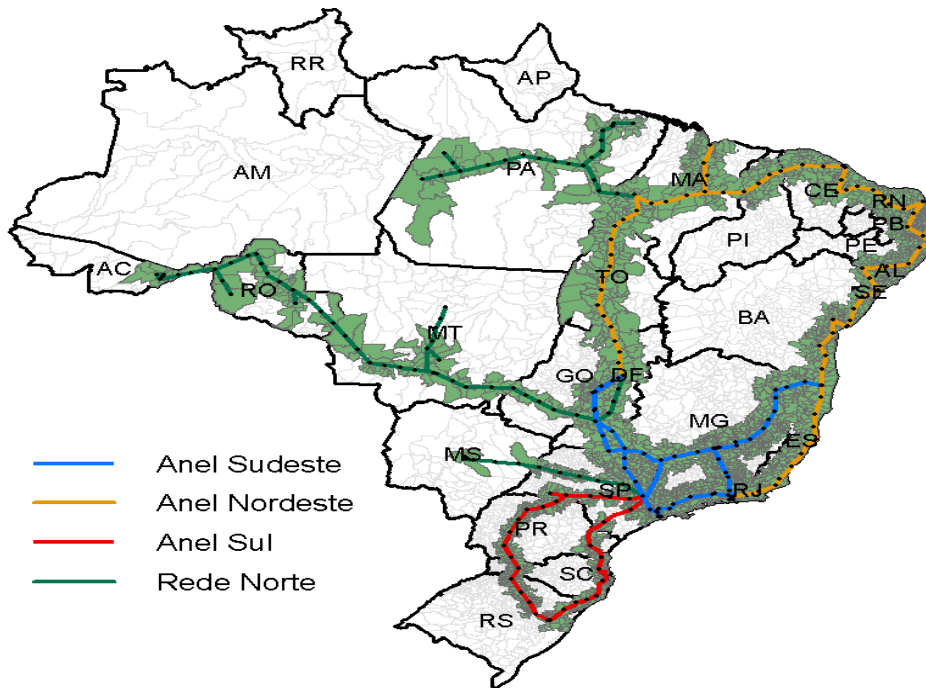 RR
AP
AM
PA
MA
CE
RN
PB
PE
PI
AC
AL
TO
SE
RO
BA
MT
GO
DF
MG
ES
MS
SP
RJ
PR
SC
RS
Anel Sudeste
Anel Nordeste
Anel Sul
Rede Norte